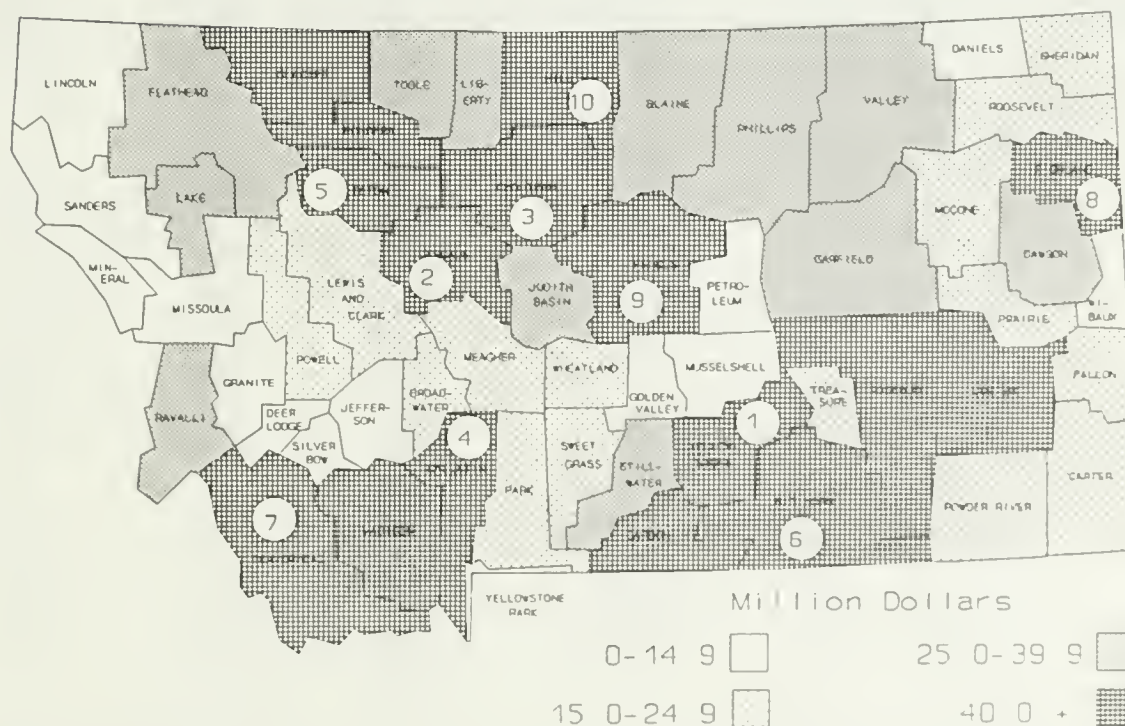 LINCOLN
FLATHEAD
TOOLE
LIB-
ERTY
10
BLAINE
PHILLIPS
VALLEY
DANIELS
SHERIDAN
ROOSEVELT
SANDERS
LAKE
5
3
MCCONE
8
DAWSON
MIN-
ERAL
MISSOULA
LEWIS
AND
CLARK
2
JUDITH
BASIN
9
PETRO-
LEUM
GARFIELD
PRAIRIE
WI-
BAUX
POWELL
MEAGHER
WHEATLAND
MUSSELSHELL
GOLDEN
VALLEY
TREA-
SURE
FALLON
GRANITE
RAVALLI
DEER
LODGE
JEFFER-
SON
BROAD-
WATER
SILVER
BOW
4
1
SWEET
GRASS
STILL-
WATER
PARK
CARTER
POWDER RIVER
7
MADISON
CARBON
6
YELLOWSTONE
PARK
Million Dollars
0-14 9
25 0-39 9
15 0-24 9
40 0 +